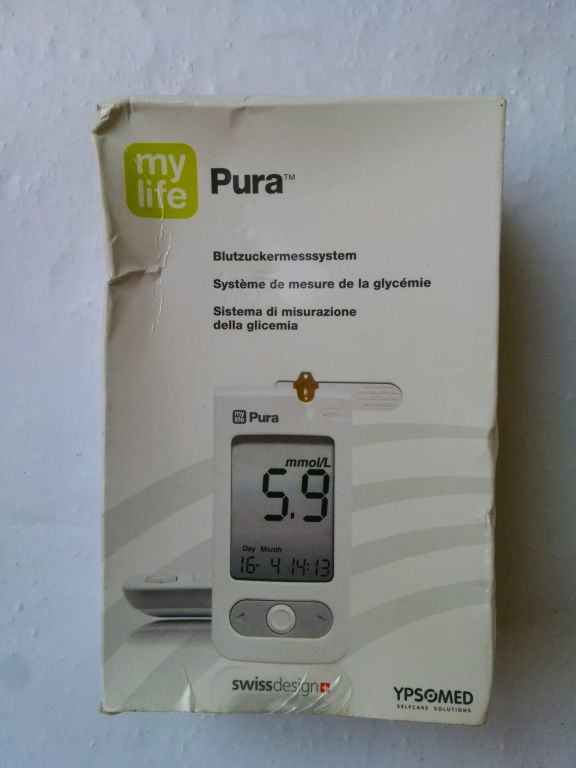 my
life
Pura™
Blutzuckermesssystem
Système de mesure de la glycémie
Sistema di misurazione
della glicemia
my
life
Pura
mmol/L
5.9
Day Month
16- 4 14:13
swissdesign
YPSOMED
SELFCARE SOLUTIONS